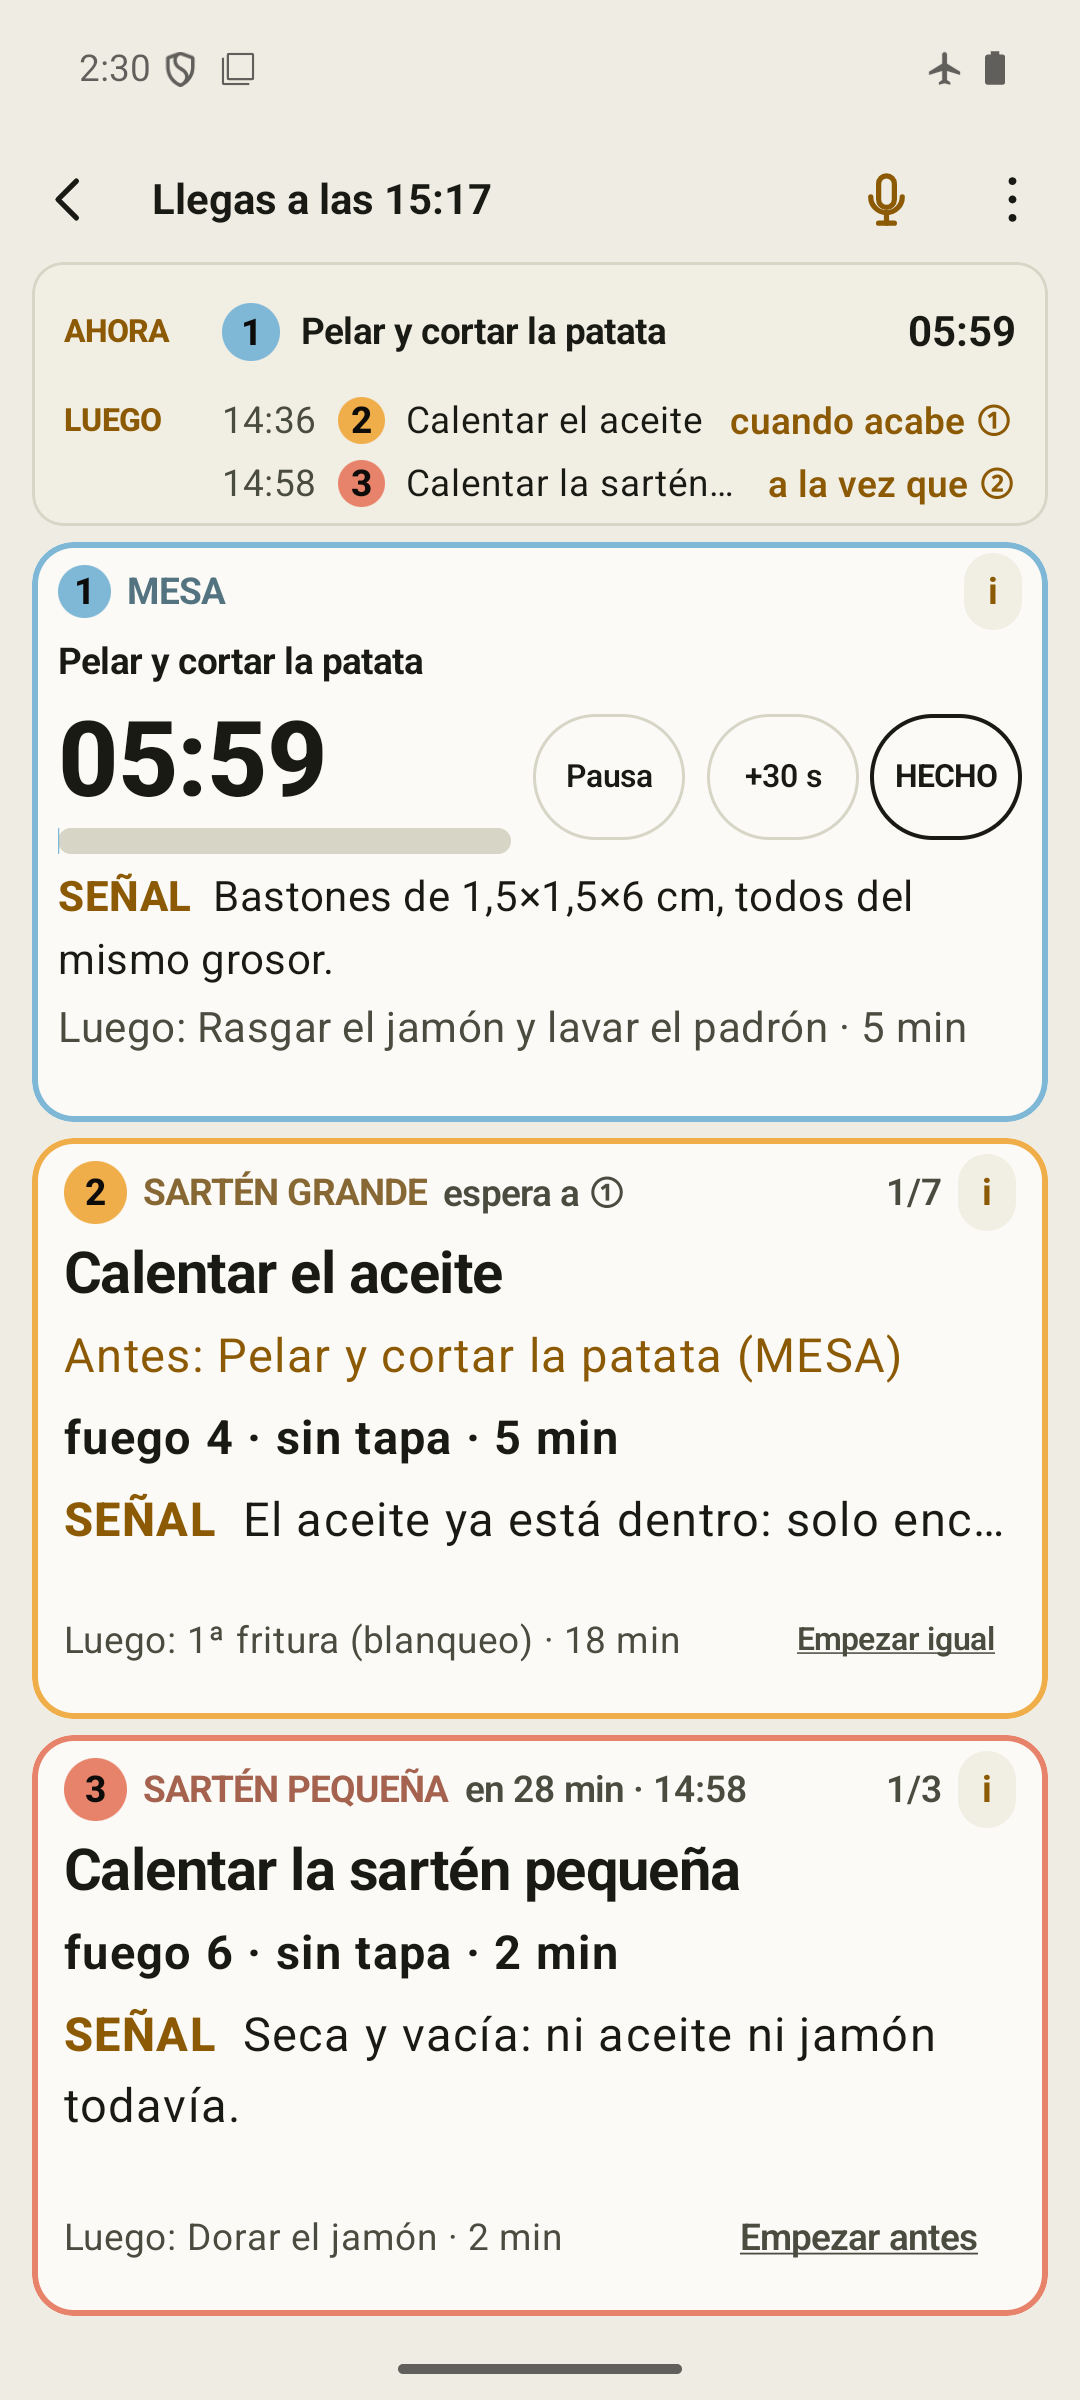 2:30
Llegas a las 15:17
AHORA 1 Pelar y cortar la patata 05:59
LUEGO 14:36 2 Calentar el aceite cuando acabe ①
14:58 3 Calentar la sartén… a la vez que ②
1 MESA i
Pelar y cortar la patata
05:59 Pausa +30 s HECHO
SEÑAL Bastones de 1,5×1,5×6 cm, todos del
mismo grosor.
Luego: Rasgar el jamón y lavar el padrón · 5 min
2 SARTÉN GRANDE espera a ① 1/7 i
Calentar el aceite
Antes: Pelar y cortar la patata (MESA)
fuego 4 · sin tapa · 5 min
SEÑAL El aceite ya está dentro: solo enc…
Luego: 1ª fritura (blanqueo) · 18 min Empezar igual
3 SARTÉN PEQUEÑA en 28 min · 14:58 1/3 i
Calentar la sartén pequeña
fuego 6 · sin tapa · 2 min
SEÑAL Seca y vacía: ni aceite ni jamón
todavía.
Luego: Dorar el jamón · 2 min Empezar antes